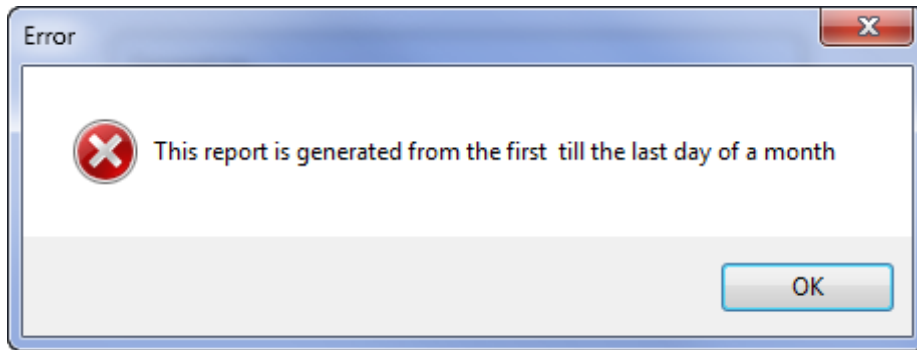 Error
This report is generated from the first  till the last day of a month
OK